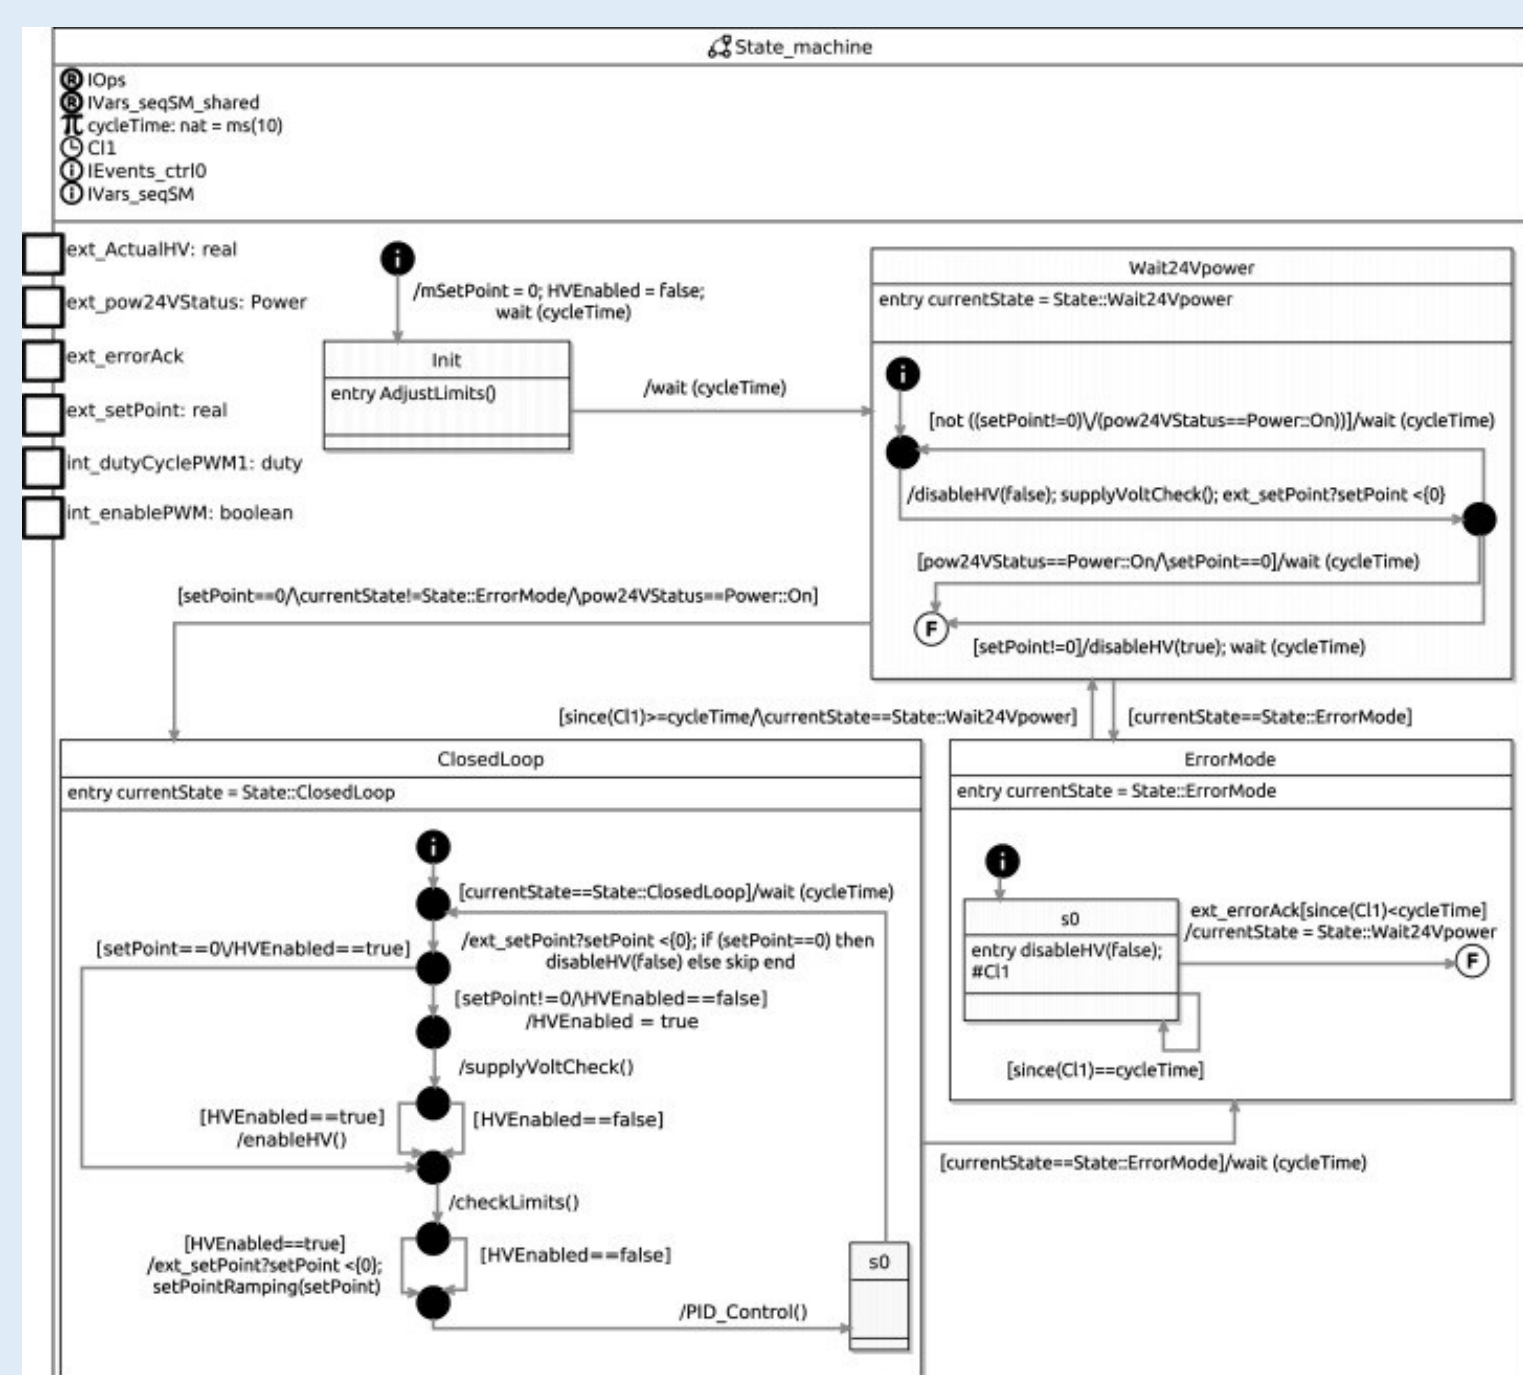 State_machine
R IOps
R IVars_seqSM_shared
π cycleTime: nat = ms(10)
Cl1
i IEvents_ctrl0
i IVars_seqSM
ext_ActualHV: real
ext_pow24VStatus: Power
ext_errorAck
ext_setPoint: real
int_dutyCyclePWM1: duty
int_enablePWM: boolean
i
/mSetPoint = 0; HVEnabled = false;
wait (cycleTime)
Init
entry AdjustLimits()
/wait (cycleTime)
Wait24Vpower
entry currentState = State::Wait24Vpower
i
[not ((setPoint!=0)\/(pow24VStatus==Power::On))]/wait (cycleTime)
/disableHV(false); supplyVoltCheck(); ext_setPoint?setPoint <{0}
[pow24VStatus==Power::On/\setPoint==0]/wait (cycleTime)
F
[setPoint!=0]/disableHV(true); wait (cycleTime)
[setPoint==0/\currentState!=State::ErrorMode/\pow24VStatus==Power::On]
[since(Cl1)>=cycleTime/\currentState==State::Wait24Vpower]
[currentState==State::ErrorMode]
ClosedLoop
entry currentState = State::ClosedLoop
i
[currentState==State::ClosedLoop]/wait (cycleTime)
/ext_setPoint?setPoint <{0}; if (setPoint==0) then
disableHV(false) else skip end
[setPoint==0\/HVEnabled==true]
[setPoint!=0/\HVEnabled==false]
/HVEnabled = true
/supplyVoltCheck()
[HVEnabled==true]
/enableHV()
[HVEnabled==false]
/checkLimits()
[HVEnabled==true]
/ext_setPoint?setPoint <{0};
setPointRamping(setPoint)
[HVEnabled==false]
/PID_Control()
s0
ErrorMode
entry currentState = State::ErrorMode
i
s0
entry disableHV(false);
#Cl1
ext_errorAck[since(Cl1)<cycleTime]
/currentState = State::Wait24Vpower
F
[since(Cl1)==cycleTime]
[currentState==State::ErrorMode]/wait (cycleTime)